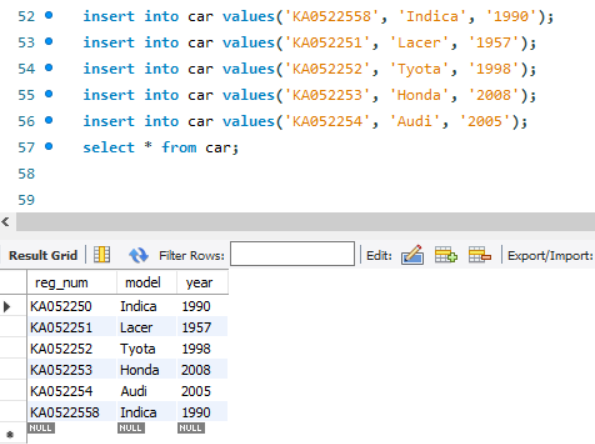 52 insert into car values('KA0522558', 'Indica', '1990');
53 insert into car values('KA052251', 'Lacer', '1957');
54 insert into car values('KA052252', 'Tyota', '1998');
55 insert into car values('KA052253', 'Honda', '2008');
56 insert into car values('KA052254', 'Audi', '2005');
57 select * from car;
58
59
Result Grid Filter Rows: Edit: Export/Import:
reg_num model year
KA052250 Indica 1990
KA052251 Lacer 1957
KA052252 Tyota 1998
KA052253 Honda 2008
KA052254 Audi 2005
KA0522558 Indica 1990
NULL NULL NULL